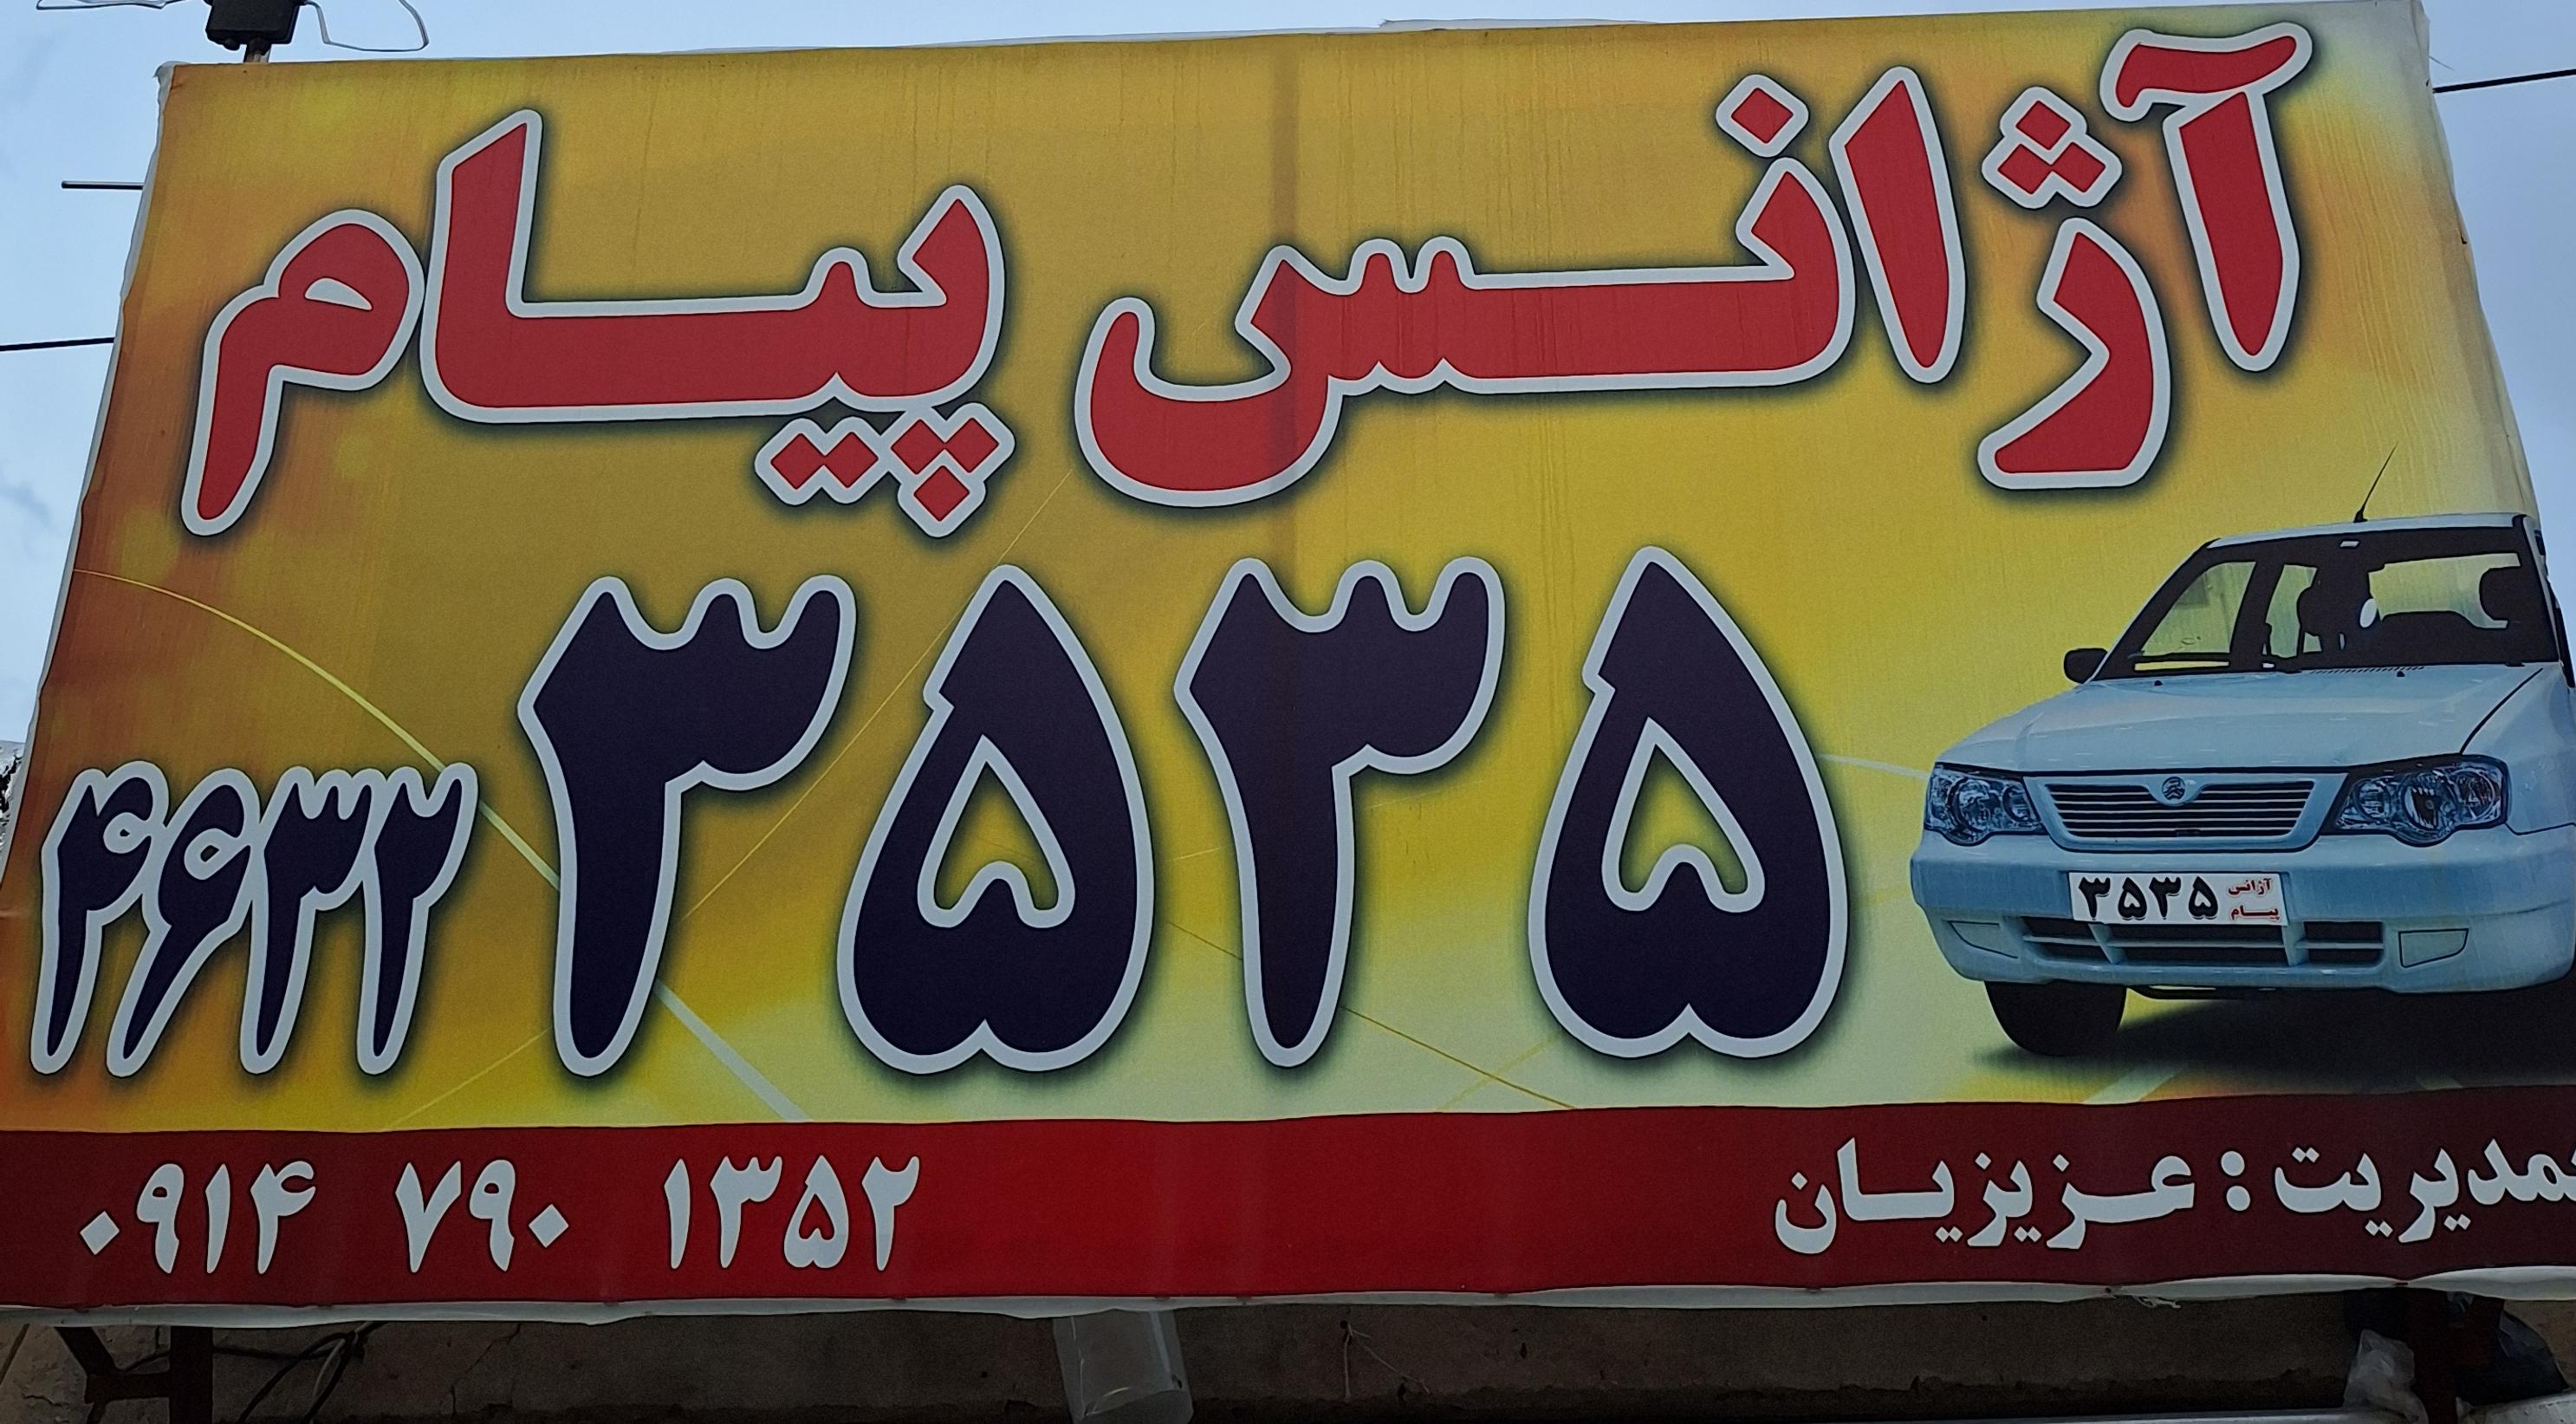 آژانس پیام
۴۶۳۲ ۳۵۳۵
۳۵۳۵ آژانس پیام
مدیریت : عزیزیان
۰۹۱۴ ۷۹۰ ۱۳۵۲